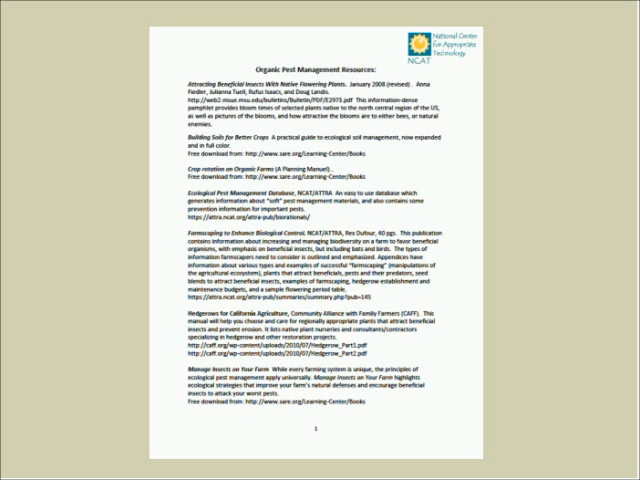 National Center
for Appropriate
Technology
NCAT
Organic Pest Management Resources:
Attracting Beneficial Insects With Native Flowering Plants. January 2008 (revised) . Anna
Fiedler, Julianna Tuell, Rufus Isaacs, and Doug Landis.
http://web2.msue.msu.edu/bulletins/Bulletin/PDF/E2973.pdf This information-dense
pamphlet provides bloom times of selected plants native to the north central region of the US,
as well as pictures of the blooms, and how attractive the blooms are to either bees, or natural
enemies.
Building Soils for Better Crops A practical guide to ecological soil management, now expanded
and in full color.
Free download from: http://www.sare.org/Learning-Center/Books
Crop rotation on Organic Farms (A Planning Manuel)..
Free download from: http://www.sare.org/Learning-Center/Books
Ecological Pest Management Database, NCAT/ATTRA An easy to use database which
generates information about "soft" pest management materials, and also contains some
prevention information for important pests.
https://attra.ncat.org/attra-pub/biorationals/
Farmscaping to Enhance Biological Control, NCAT/ATTRA, Rex Dufour, 40 pgs. This publication
contains information about increasing and managing biodiversity on a farm to favor beneficial
organisms, with emphasis on beneficial insects, but including bats and birds. The types of
information farmscapers need to consider is outlined and emphasized. Appendices have
information about various types and examples of successful "farmscaping" (manipulations of
the agricultural ecosystem), plants that attract beneficials, pests and their predators, seed
blends to attract beneficial insects, examples of farmscaping, hedgerow establishment and
maintenance budgets, and a sample flowering period table.
https://attra.ncat.org/attra-pub/summaries/summary.php?pub=145
Hedgerows for California Agriculture, Community Alliance with Family Farmers (CAFF). This
manual will help you choose and care for regionally appropriate plants that attract beneficial
insects and prevent erosion. It lists native plant nurseries and consultants/contractors
specializing in hedgerow and other restoration projects.
http://caff.org/wp-content/uploads/2010/07/Hedgerow_Part1.pdf
http://caff.org/wp-content/uploads/2010/07/Hedgerow_Part2.pdf
Manage Insects on Your Farm While every farming system is unique, the principles of
ecological pest management apply universally. Manage Insects on Your Farm highlights
ecological strategies that improve your farm's natural defenses and encourage beneficial
insects to attack your worst pests.
Free download from: http://www.sare.org/Learning-Center/Books
1